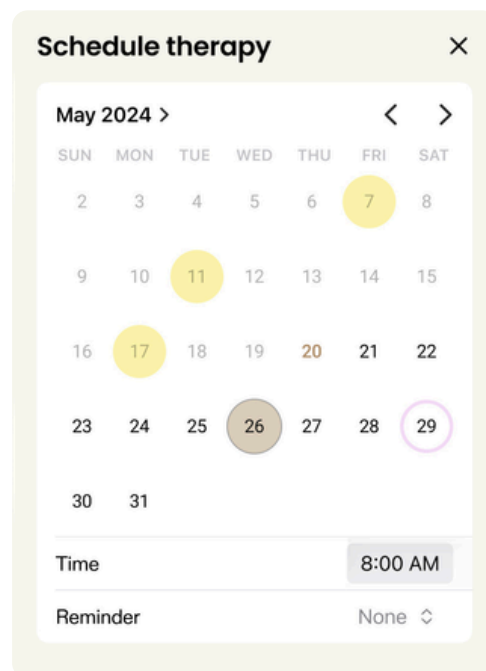 Schedule therapy
May 2024
SUN MON TUE WED THU FRI SAT
2 3 4 5 6 7 8
9 10 11 12 13 14 15
16 17 18 19 20 21 22
23 24 25 26 27 28 29
30 31
Time 8:00 AM
Reminder None